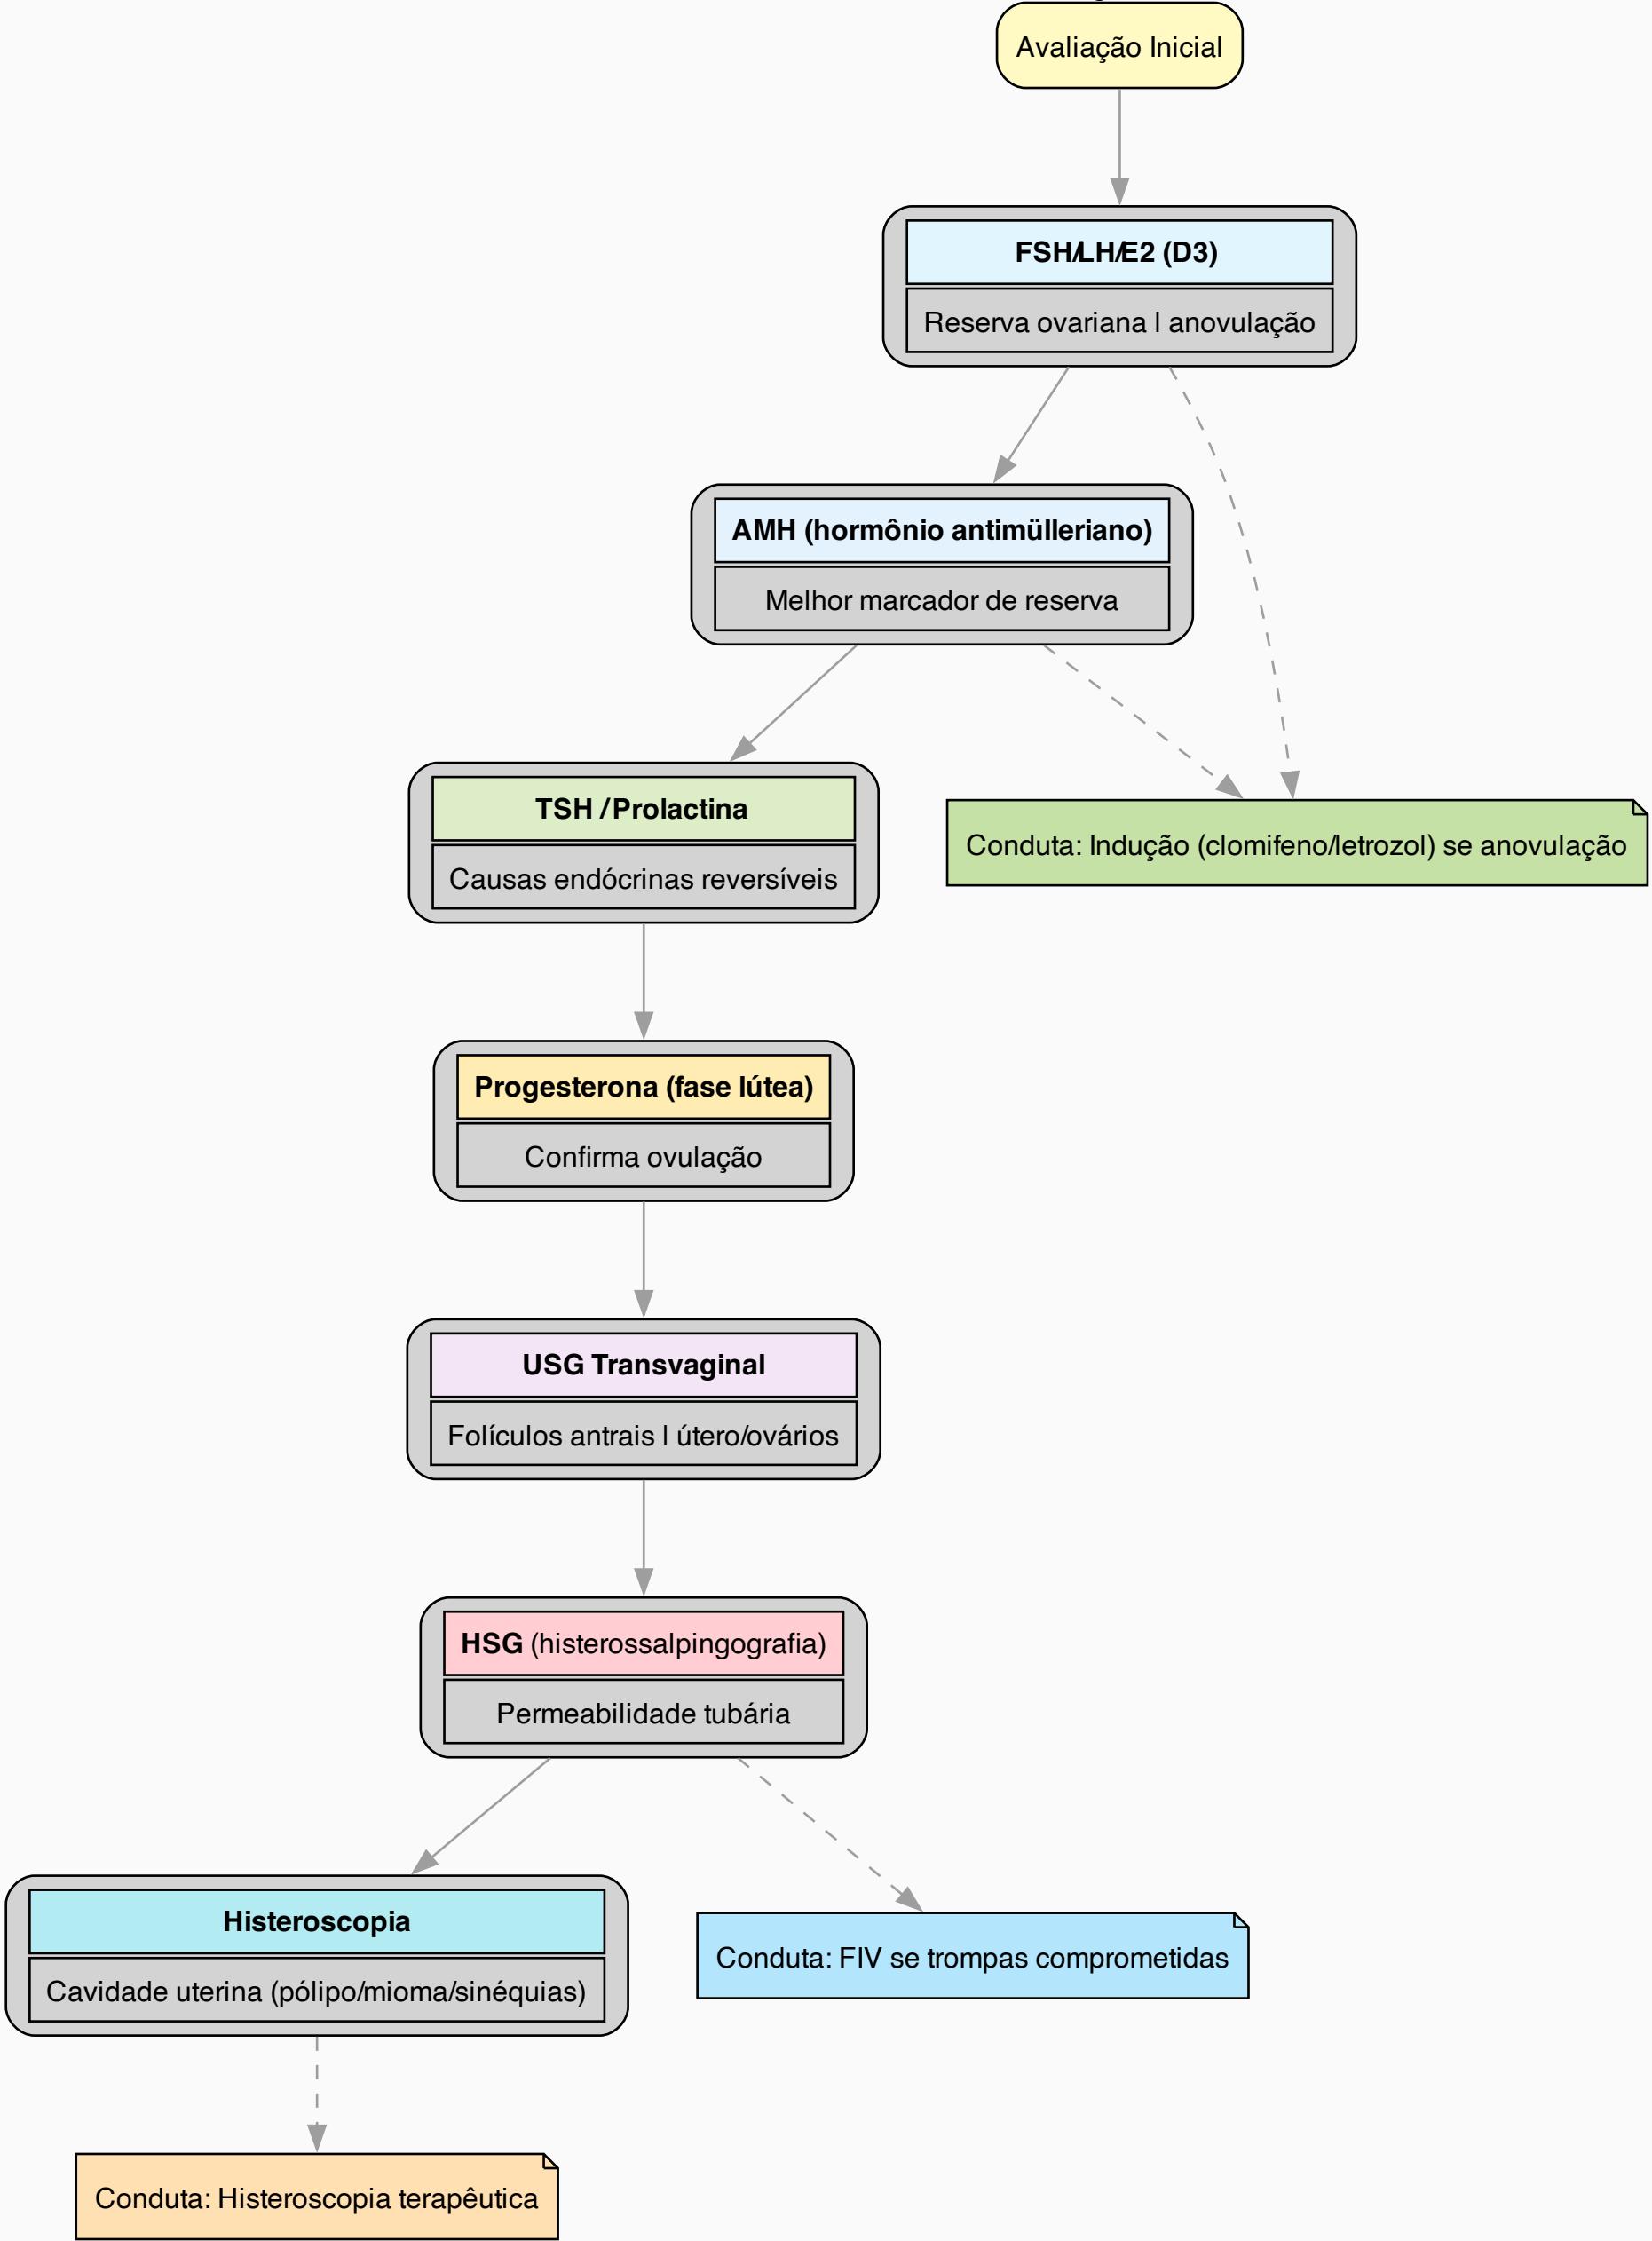 Avaliação Inicial
FSH/LH/E2 (D3)
Reserva ovariana | anovulação
AMH (hormônio antimülleriano)
Melhor marcador de reserva
TSH / Prolactina
Causas endócrinas reversíveis
Conduta: Indução (clomifeno/letrozol) se anovulação
Progesterona (fase lútea)
Confirma ovulação
USG Transvaginal
Folículos antrais | útero/ovários
HSG (histerossalpingografia)
Permeabilidade tubária
Histeroscopia
Cavidade uterina (pólipo/mioma/sinéquias)
Conduta: FIV se trompas comprometidas
Conduta: Histeroscopia terapêutica